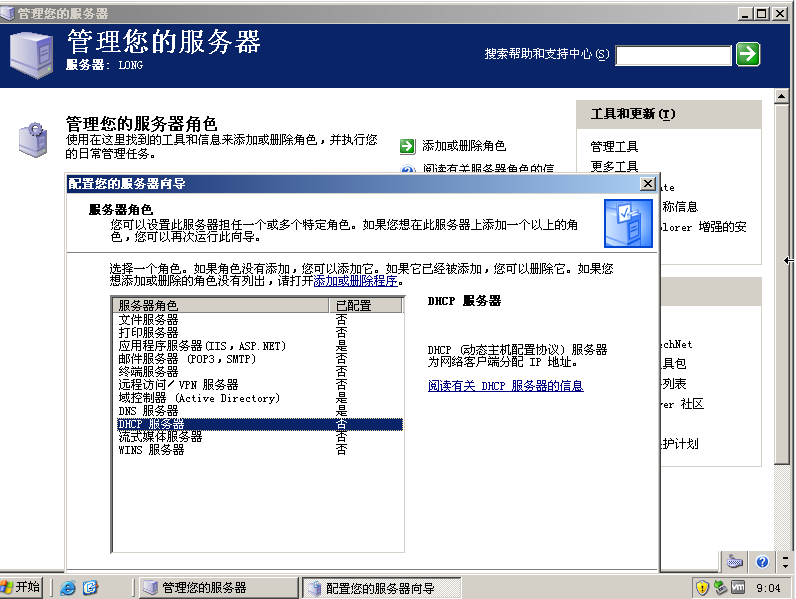 管理您的服务器
管理您的服务器
服务器: LONG
搜索帮助和支持中心(S)
管理您的服务器角色
使用在这里找到的工具和信息来添加或删除角色，并执行您
的日常管理任务。
添加或删除角色
阅读有关服务器角色的信
工具和更新(T)
管理工具
更多工具
ate
称信息
lorer 增强的安
echNet
具包
列表
ver 社区
护计划
配置您的服务器向导
服务器角色
您可以设置此服务器担任一个或多个特定角色。如果您想在此服务器上添加一个以上的角
色，您可以再次运行此向导。
选择一个角色。如果角色没有添加，您可以添加它。如果它已经被添加，您可以删除它。如果您
想添加或删除的角色没有列出，请打开添加或删除程序。
服务器角色 已配置
文件服务器 否
打印服务器 否
应用程序服务器(IIS，ASP.NET) 是
邮件服务器 (POP3，SMTP) 否
终端服务器 否
远程访问/ VPN 服务器 否
域控制器 (Active Directory) 是
DNS 服务器 是
DHCP 服务器 否
流式媒体服务器 否
WINS 服务器 否
DHCP 服务器
DHCP (动态主机配置协议) 服务器
为网络客户端分配 IP 地址。
阅读有关 DHCP 服务器的信息
开始
管理您的服务器
配置您的服务器向导
9:04